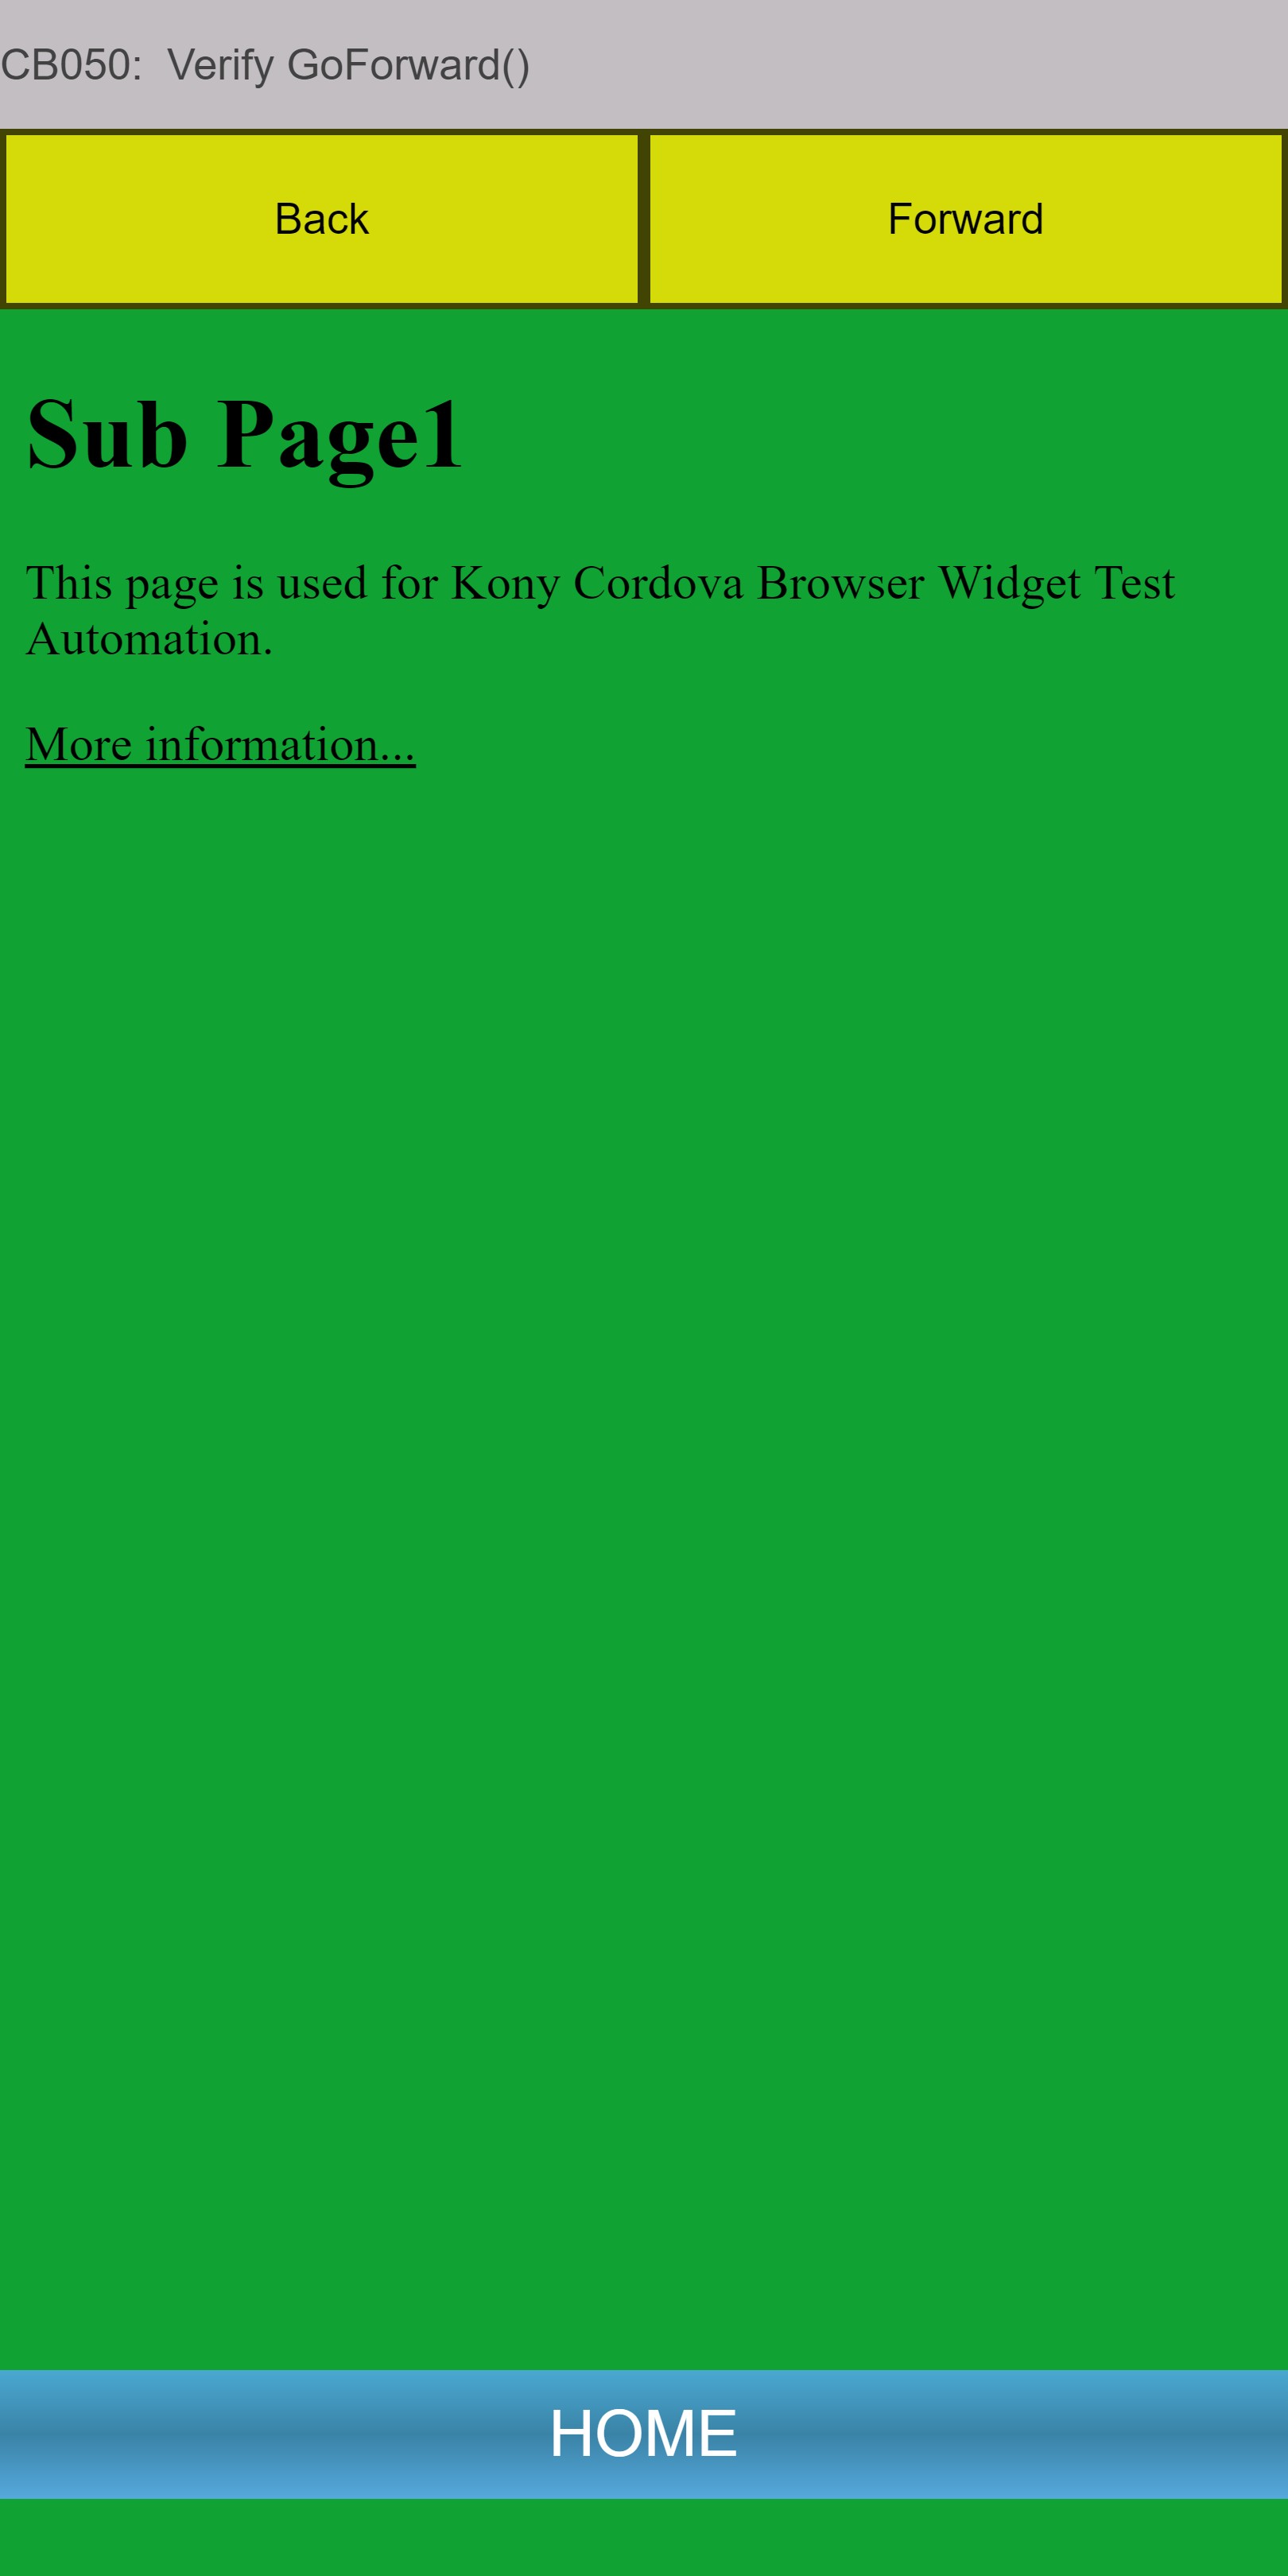 CB050:  Verify GoForward()
Back
Forward
Sub Page1
This page is used for Kony Cordova Browser Widget Test
Automation.
More information...
HOME